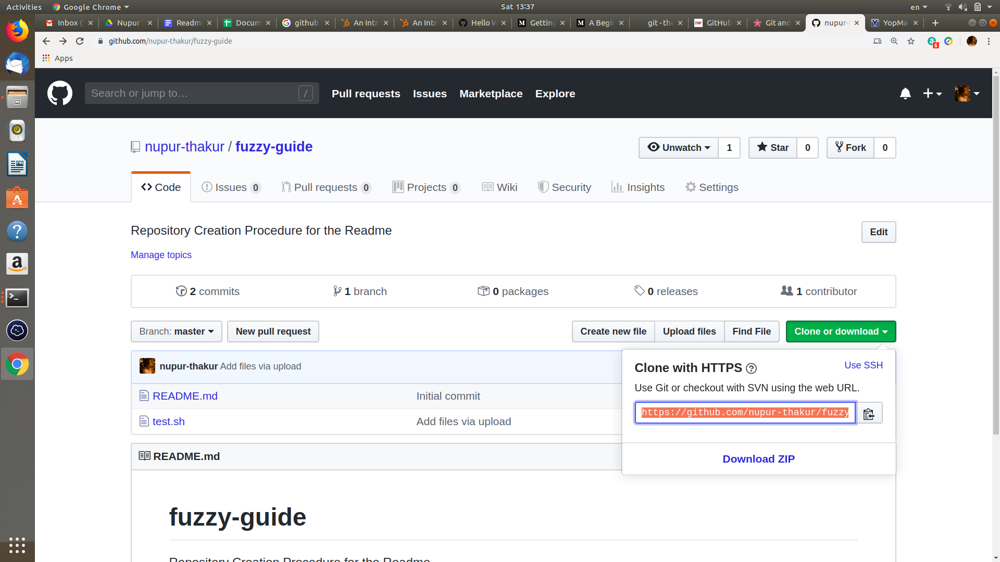 Activities Google Chrome Sat 13:37 en
Inbox ( Nupur Readm Docum github An Intr An Intr Hello W Getting A Begi git - the GitHub Git and nupur- YopMa
github.com/nupur-thakur/fuzzy-guide 6
Apps
Search or jump to… / Pull requests Issues Marketplace Explore
nupur-thakur / fuzzy-guide Unwatch 1 Star 0 Fork 0
Code Issues 0 Pull requests 0 Projects 0 Wiki Security Insights Settings
Repository Creation Procedure for the Readme Edit
Manage topics
2 commits 1 branch 0 packages 0 releases 1 contributor
Branch: master New pull request Create new file Upload files Find File Clone or download
nupur-thakur Add files via upload
README.md Initial commit
test.sh Add files via upload
Clone with HTTPS Use SSH
Use Git or checkout with SVN using the web URL.
https://github.com/nupur-thakur/fuzzy
Download ZIP
README.md
fuzzy-guide
Repository Creation Procedure for the Readme